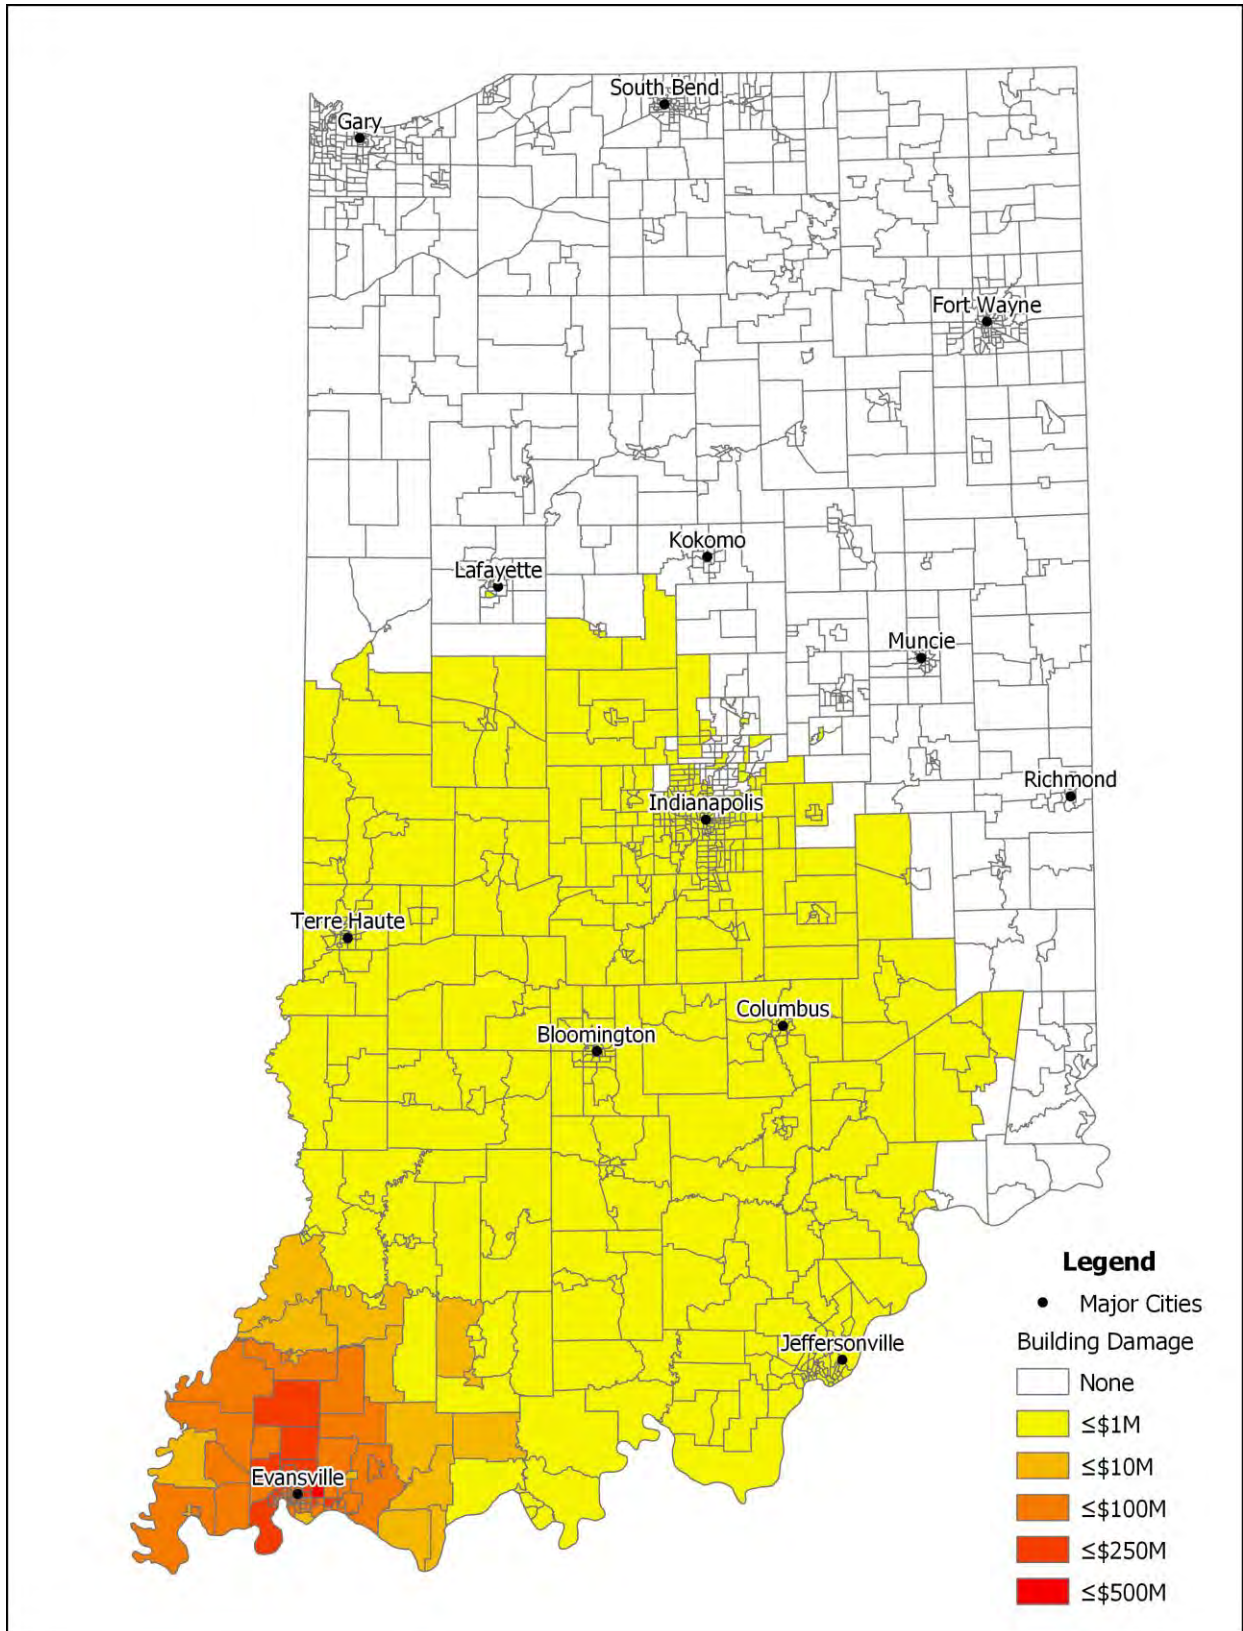 South Bend
Gary
Fort Wayne
Kokomo
Lafayette
Muncie
Richmond
Indianapolis
Terre Haute
Columbus
Bloomington
Legend
Major Cities
Jeffersonville
Building Damage
None
≤$1M
≤$10M
Evansville
≤$100M
≤$250M
≤$500M